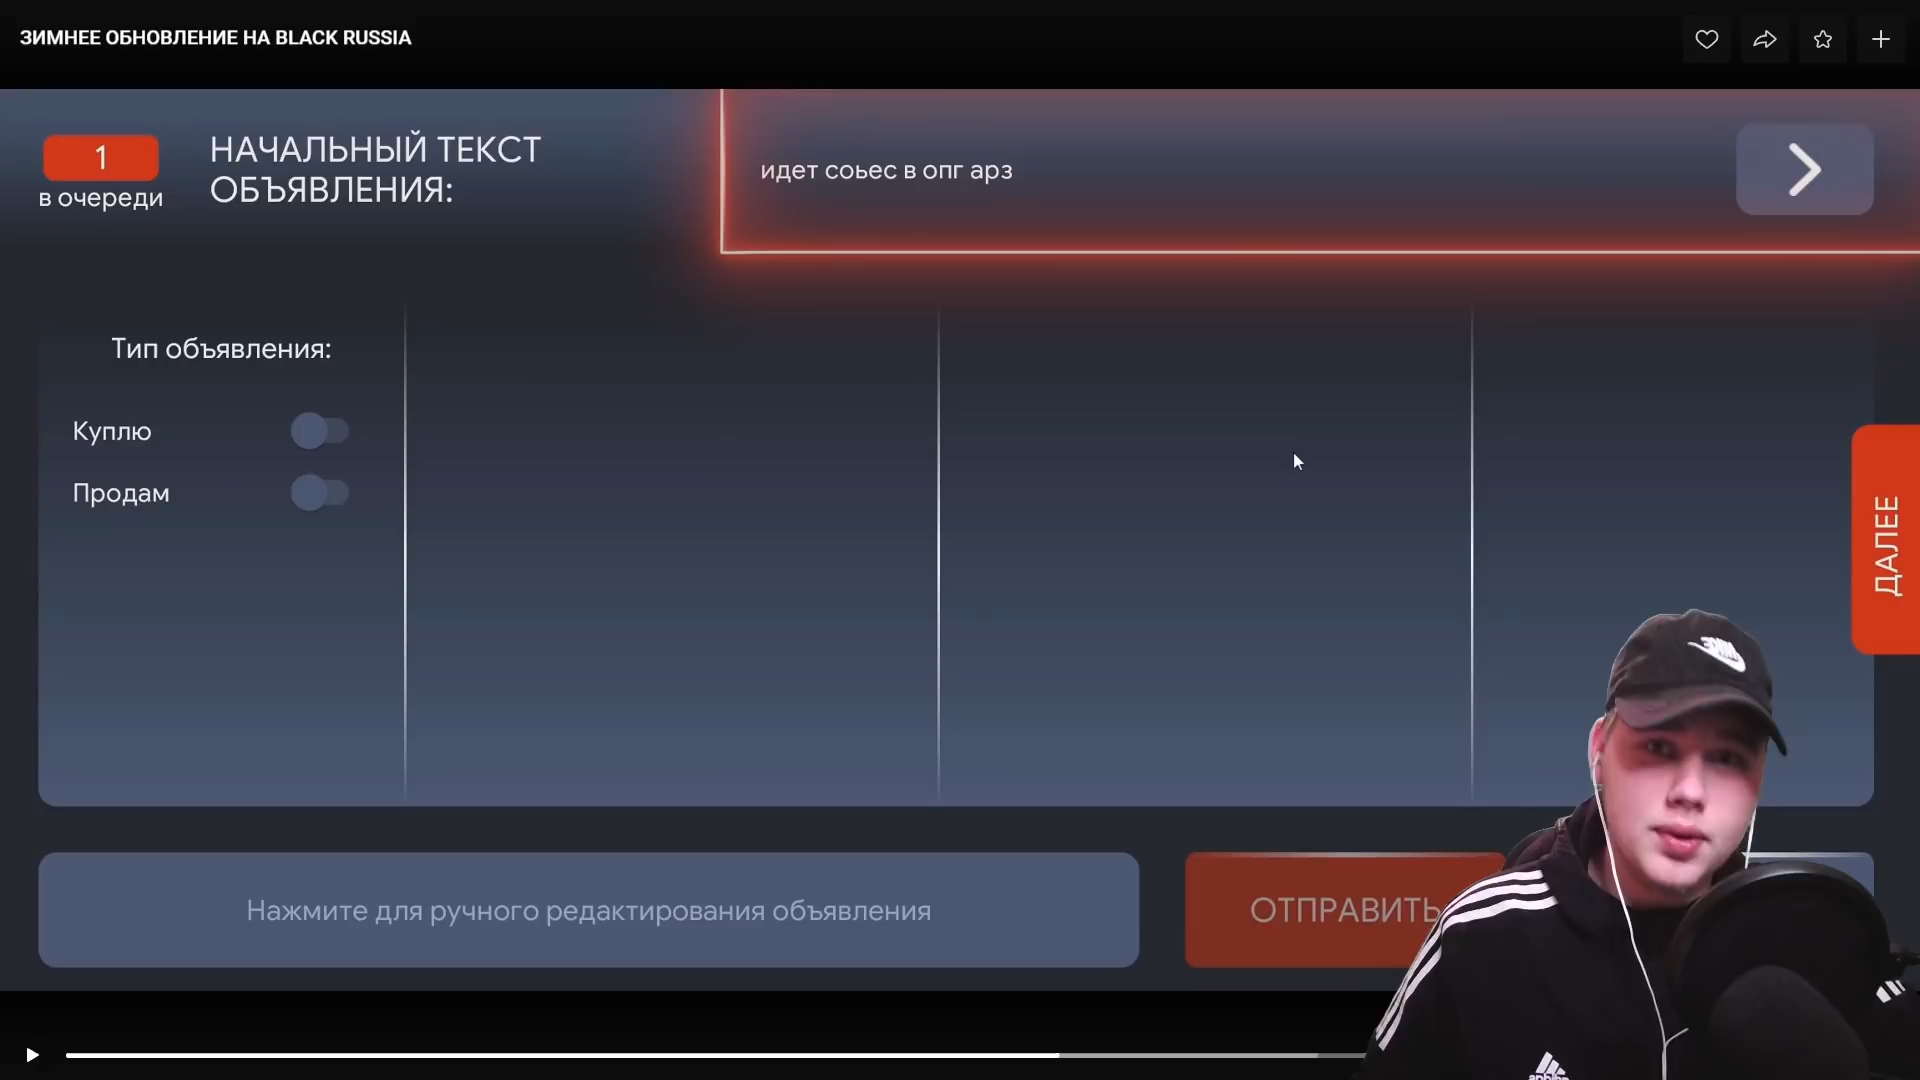 ЗИМНЕЕ ОБНОВЛЕНИЕ НА BLACK RUSSIA
1
в очереди
НАЧАЛЬНЫЙ ТЕКСТ
ОБЪЯВЛЕНИЯ:
идет соьес в опг арз
Тип объявления:
Куплю
Продам
ДАЛЕЕ
Нажмите для ручного редактирования объявления
ОТПРАВИТЬ